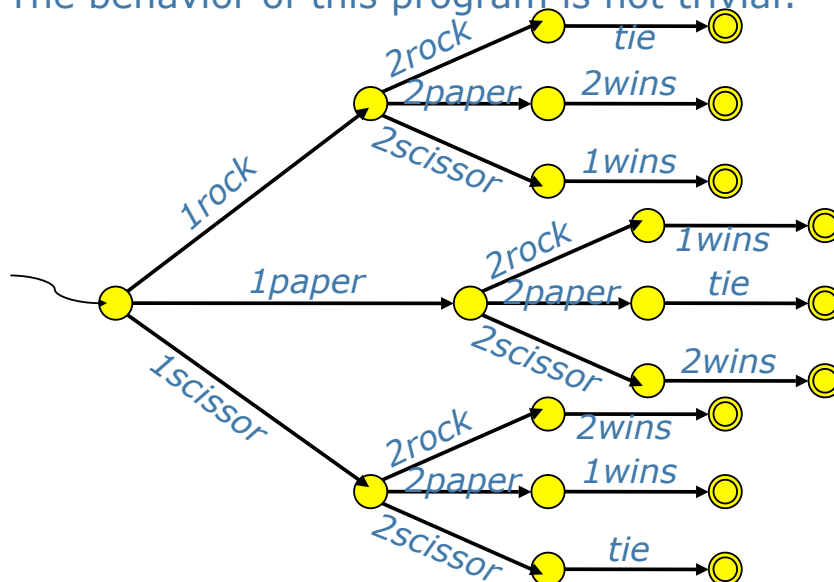 The behavior of this program is not trivial.
2rock
tie
2paper
2wins
1rock
2scissor
1wins
2rock
1wins
1paper
2paper
tie
2scissor
2wins
1scissor
2rock
2wins
2paper
1wins
2scissor
tie